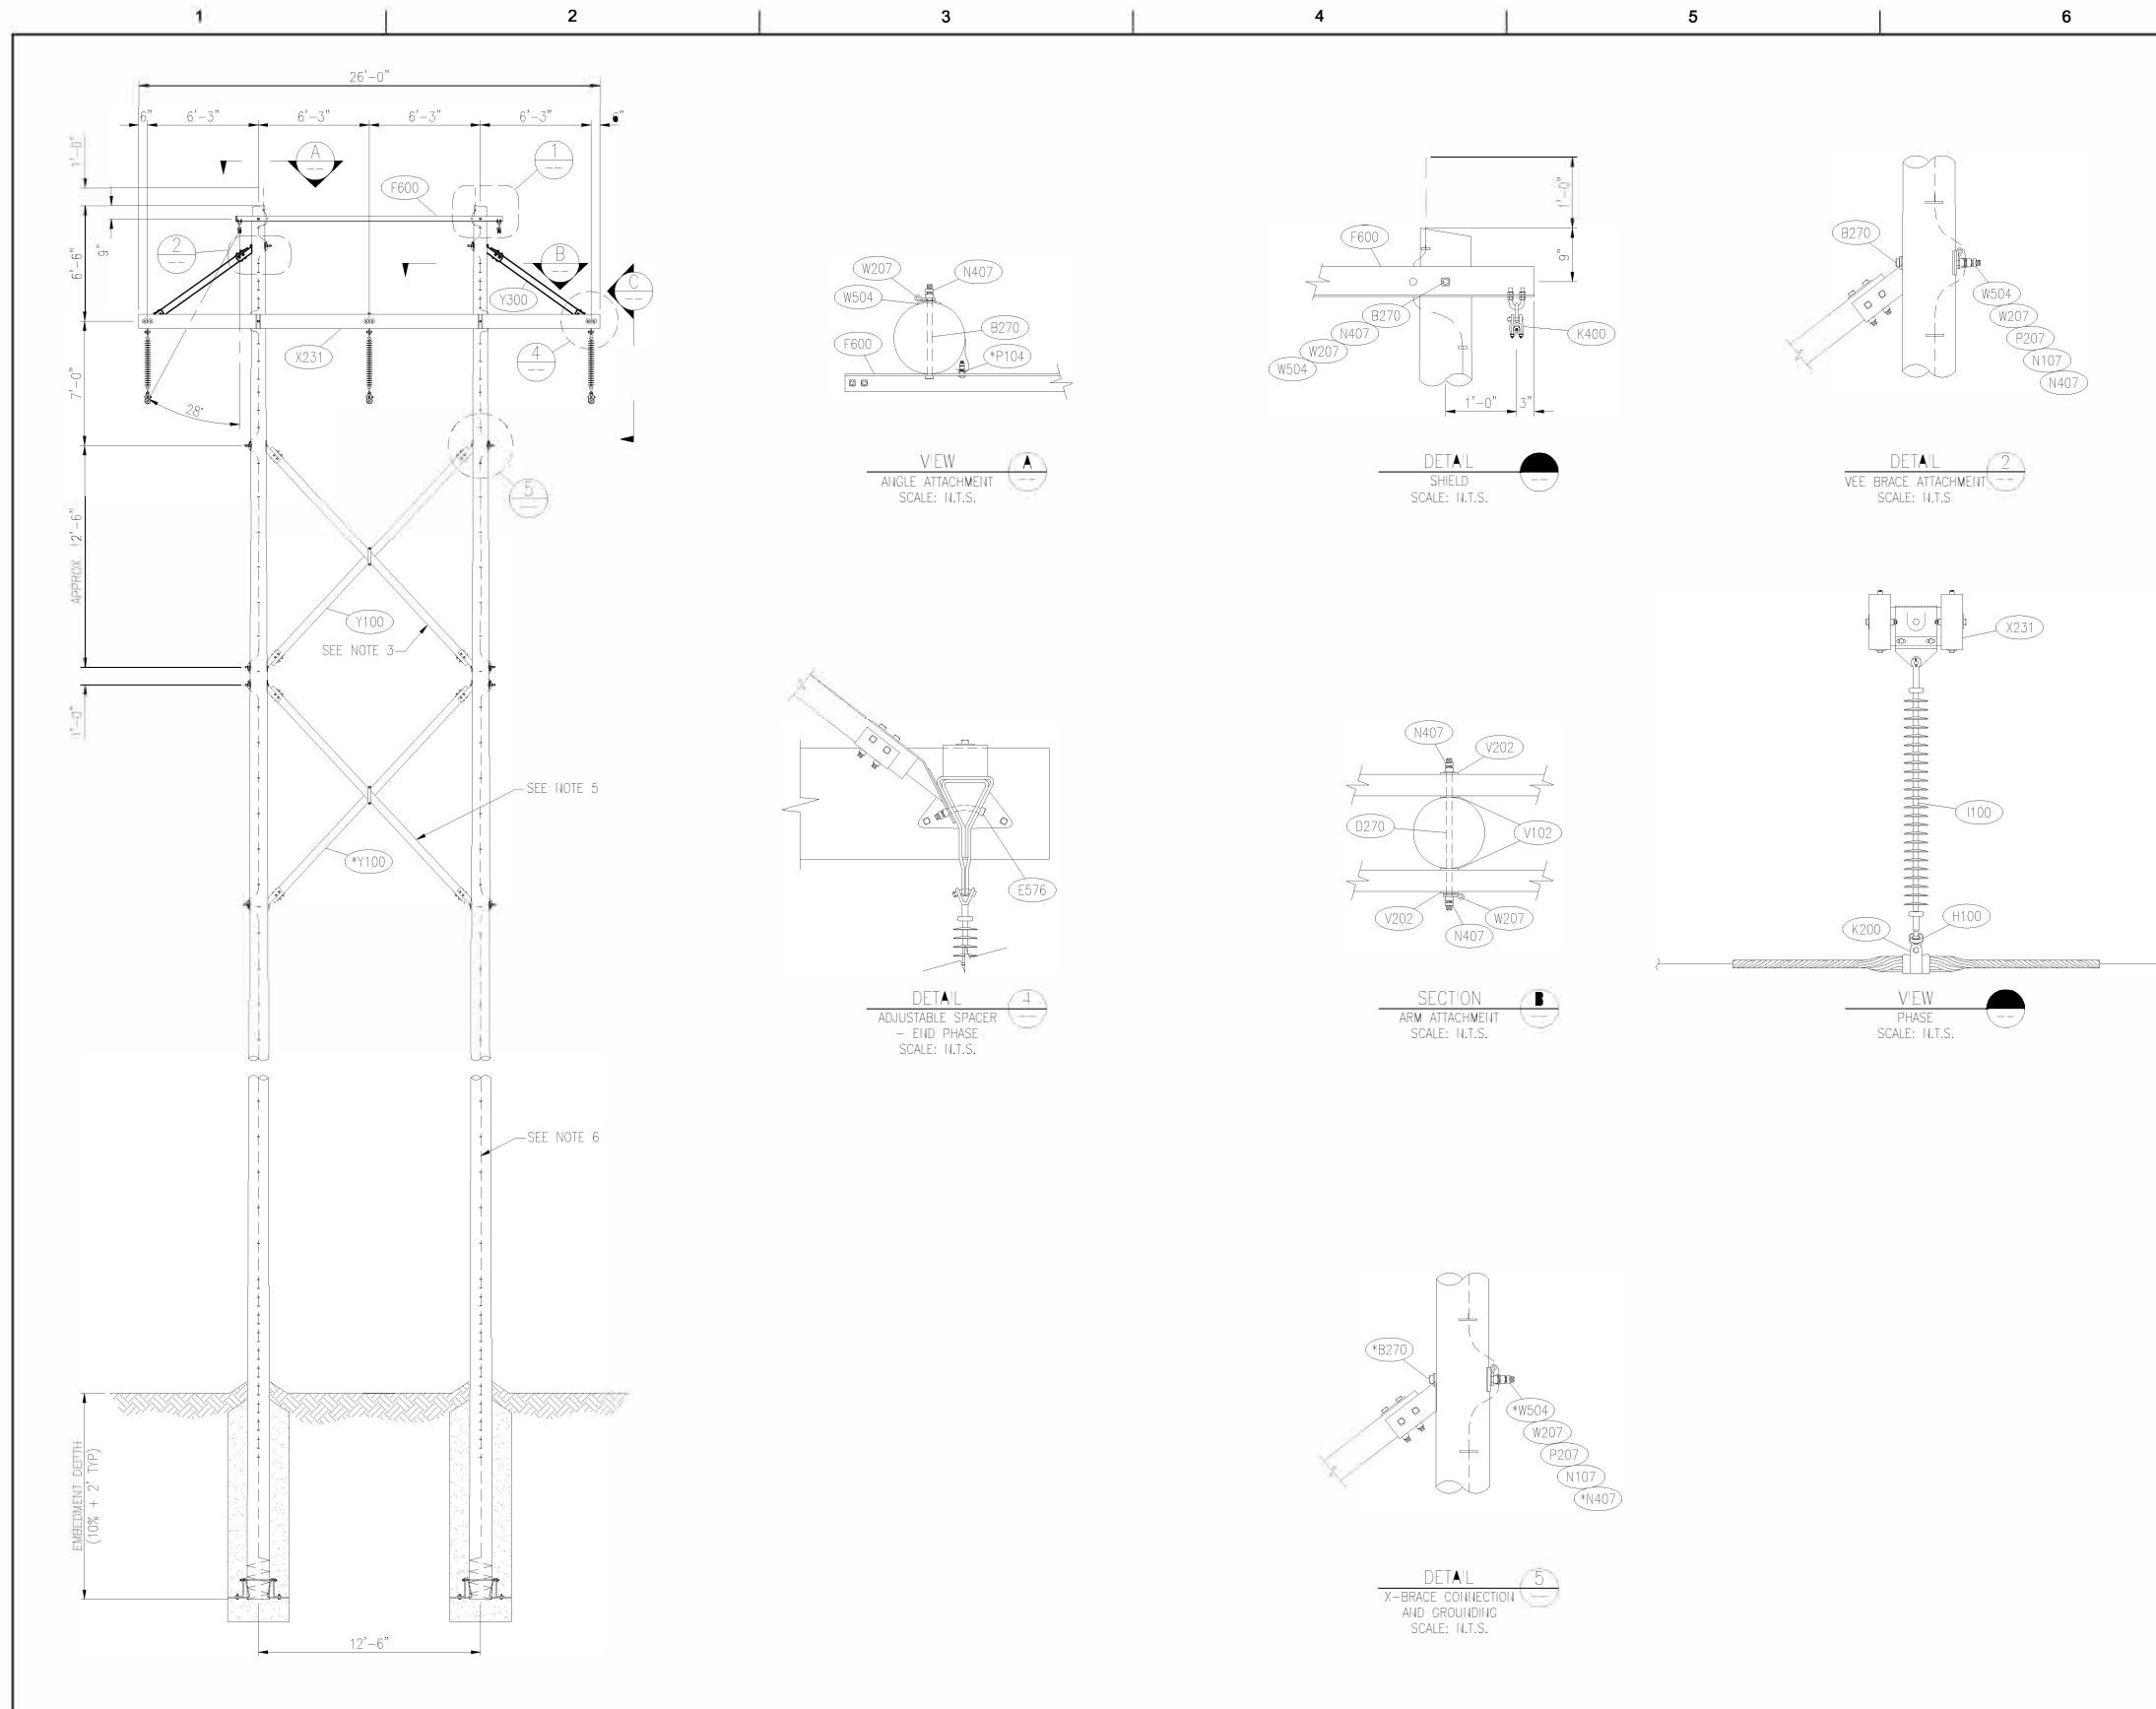 1 2 3 4 5 6
26'-0"
6" 6'-3" 6'-3" 6'-3" 6'-3" 6"
1'-0"
A
--
1
--
F600
9"
6'-6"
2
--
B
--
C
--
Y300
X231
4
--
7'-0"
28°
5
--
APPROX. 12'-6"
Y100
SEE NOTE 3
1'-0"
SEE NOTE 5
*Y100
SEE NOTE 6
EMBEDMENT DEPTH
(10% + 2' TYP)
12'-6"
W207
N407
W504
B270
F600
*P104
VIEW
A
--
ANGLE ATTACHMENT
SCALE: N.T.S.
1'-0"
F600
9"
B270
N407
W207
W504
K400
1'-0" 3"
DETAIL
--
SHIELD
SCALE: N.T.S.
B270
W504
W207
P207
N107
N407
DETAIL
2
--
VEE BRACE ATTACHMENT
SCALE: N.T.S.
E576
DETAIL
4
--
ADJUSTABLE SPACER
- END PHASE
SCALE: N.T.S.
N407
V202
D270
V102
V202
W207
N407
SECTION
B
--
ARM ATTACHMENT
SCALE: N.T.S.
X231
I100
K200
H100
VIEW
--
PHASE
SCALE: N.T.S.
*B270
*W504
W207
P207
N107
*N407
DETAIL
5
--
X-BRACE CONNECTION
AND GROUNDING
SCALE: N.T.S.